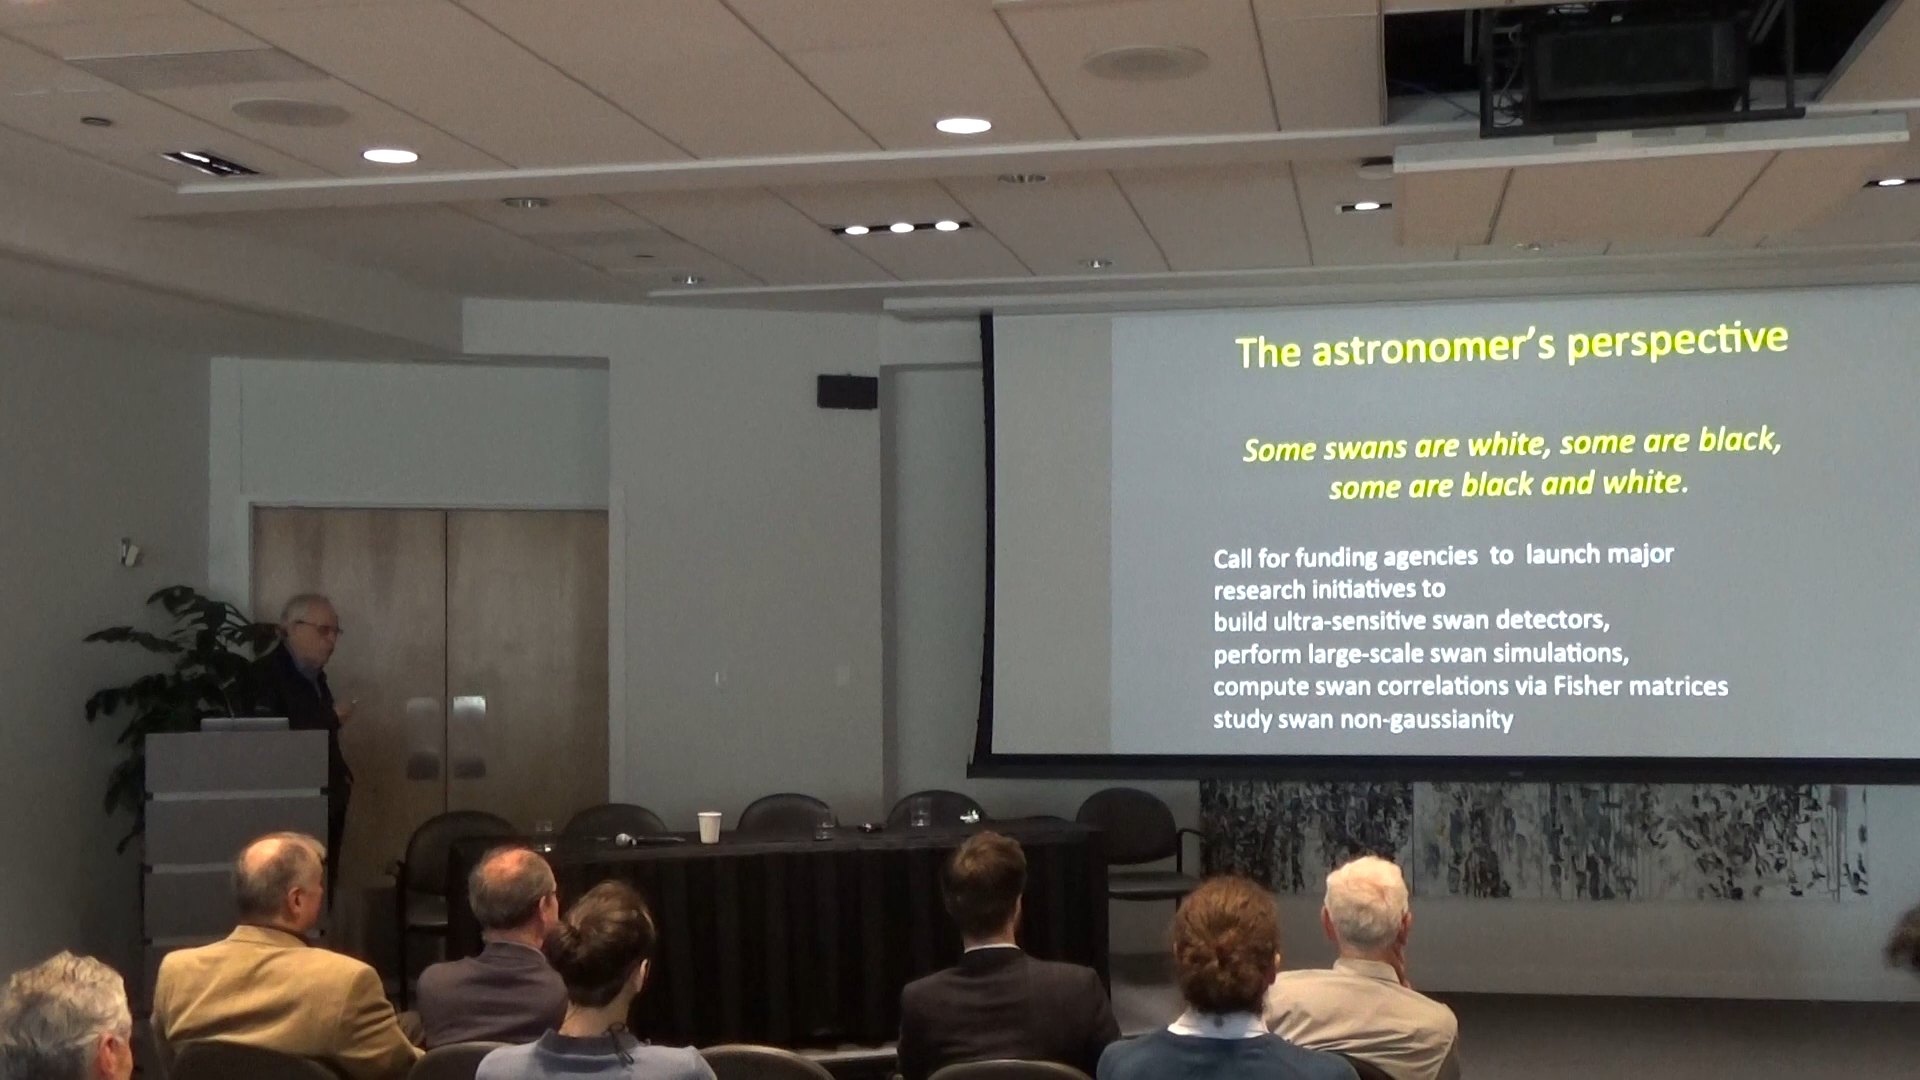 The astronomer's perspective
Some swans are white, some are black,
some are black and white.
Call for funding agencies to launch major
research initiatives to
build ultra-sensitive swan detectors,
perform large-scale swan simulations,
compute swan correlations via Fisher matrices
study swan non-gaussianity